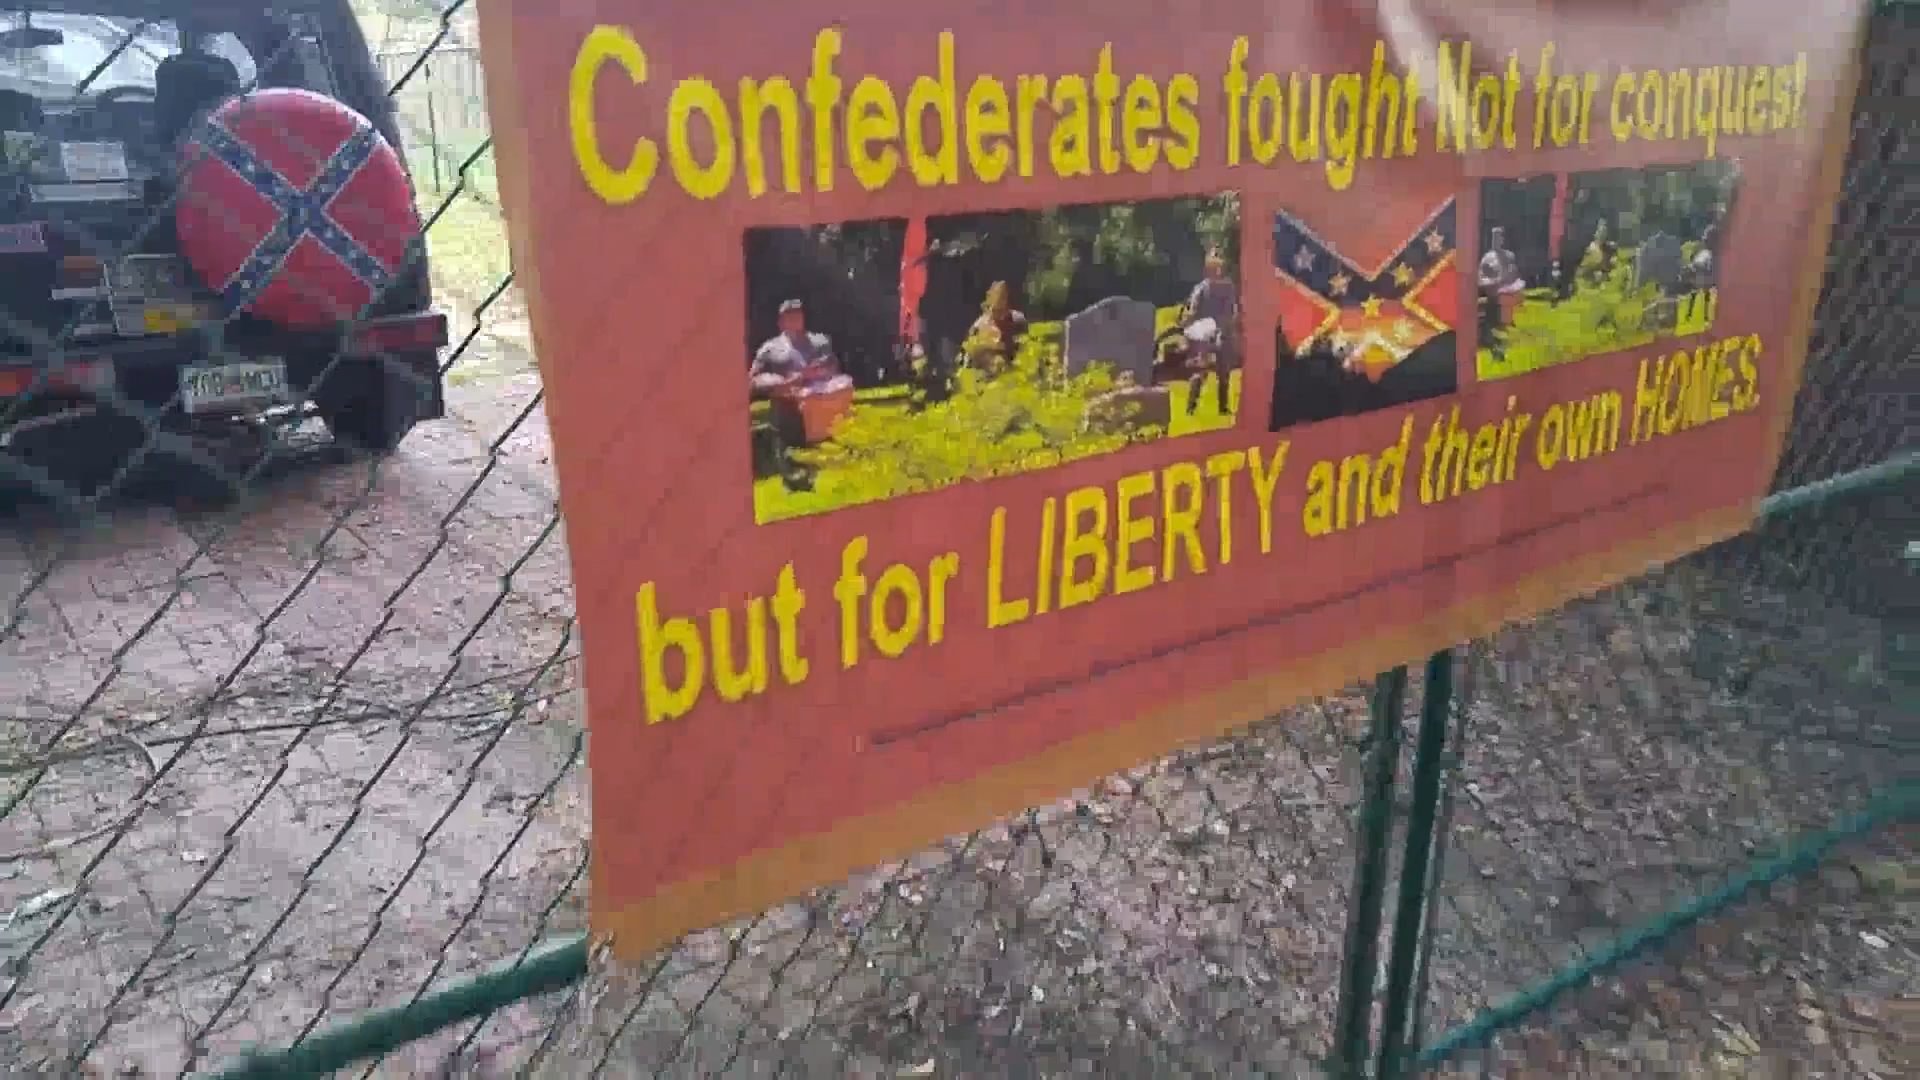 Confederates fought Not for conquest
but for LIBERTY and their own HOMES.